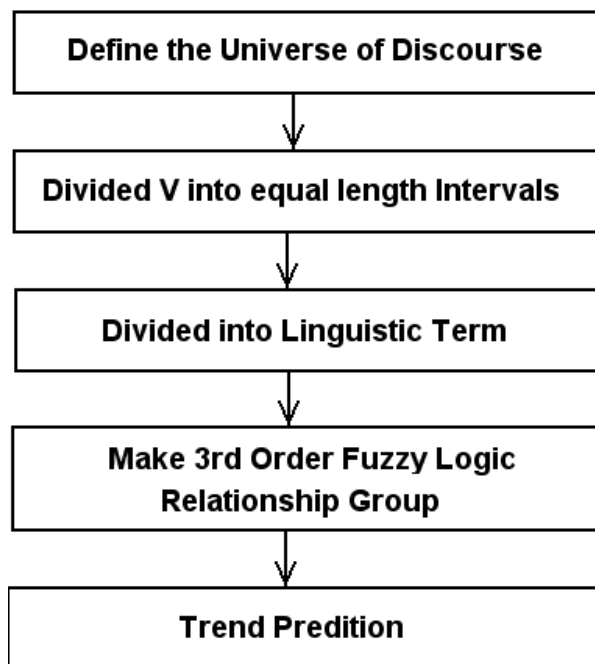 Define the Universe of Discourse
Divided V into equal length Intervals
Divided into Linguistic Term
Make 3rd Order Fuzzy Logic
Relationship Group
Trend Predition